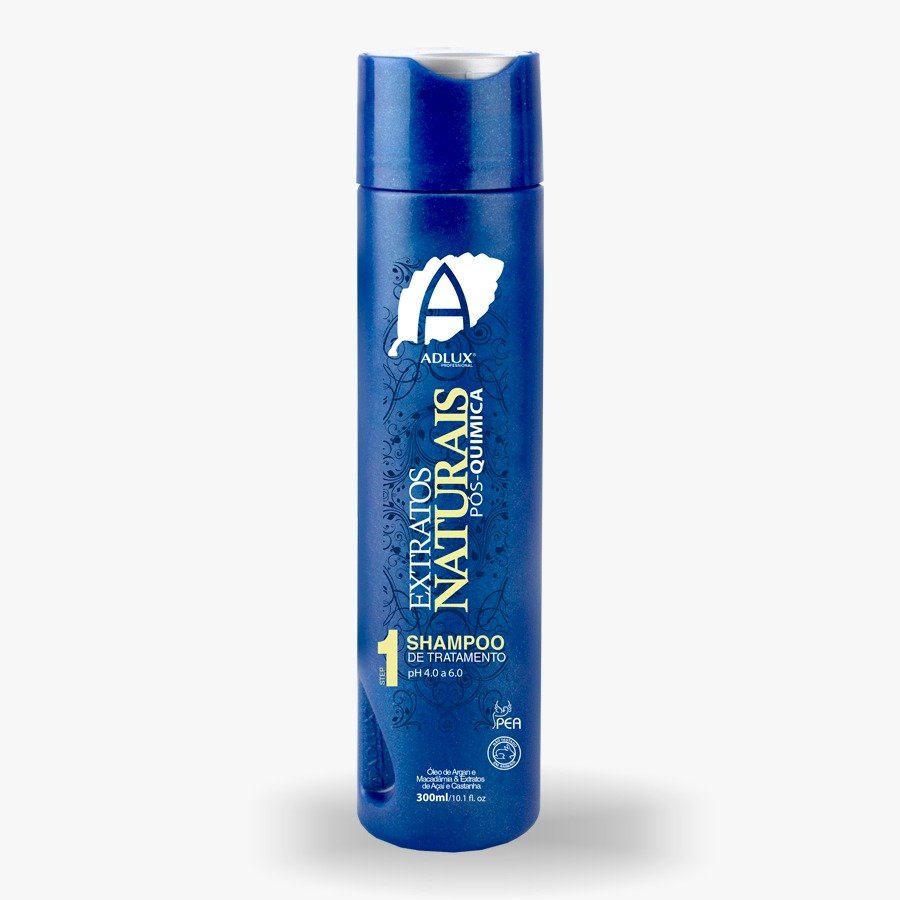 A
ADLUX®
PROFESSIONAL
EXTRATOS
NATURAIS
PÓS-QUIMICA
STEP 1
SHAMPOO
DE TRATAMENTO
pH 4.0 a 6.0
PEA
Óleo de Argan e
Macadâmia & Extratos
de Açaí e Castanha
300ml/10.1 fl. oz